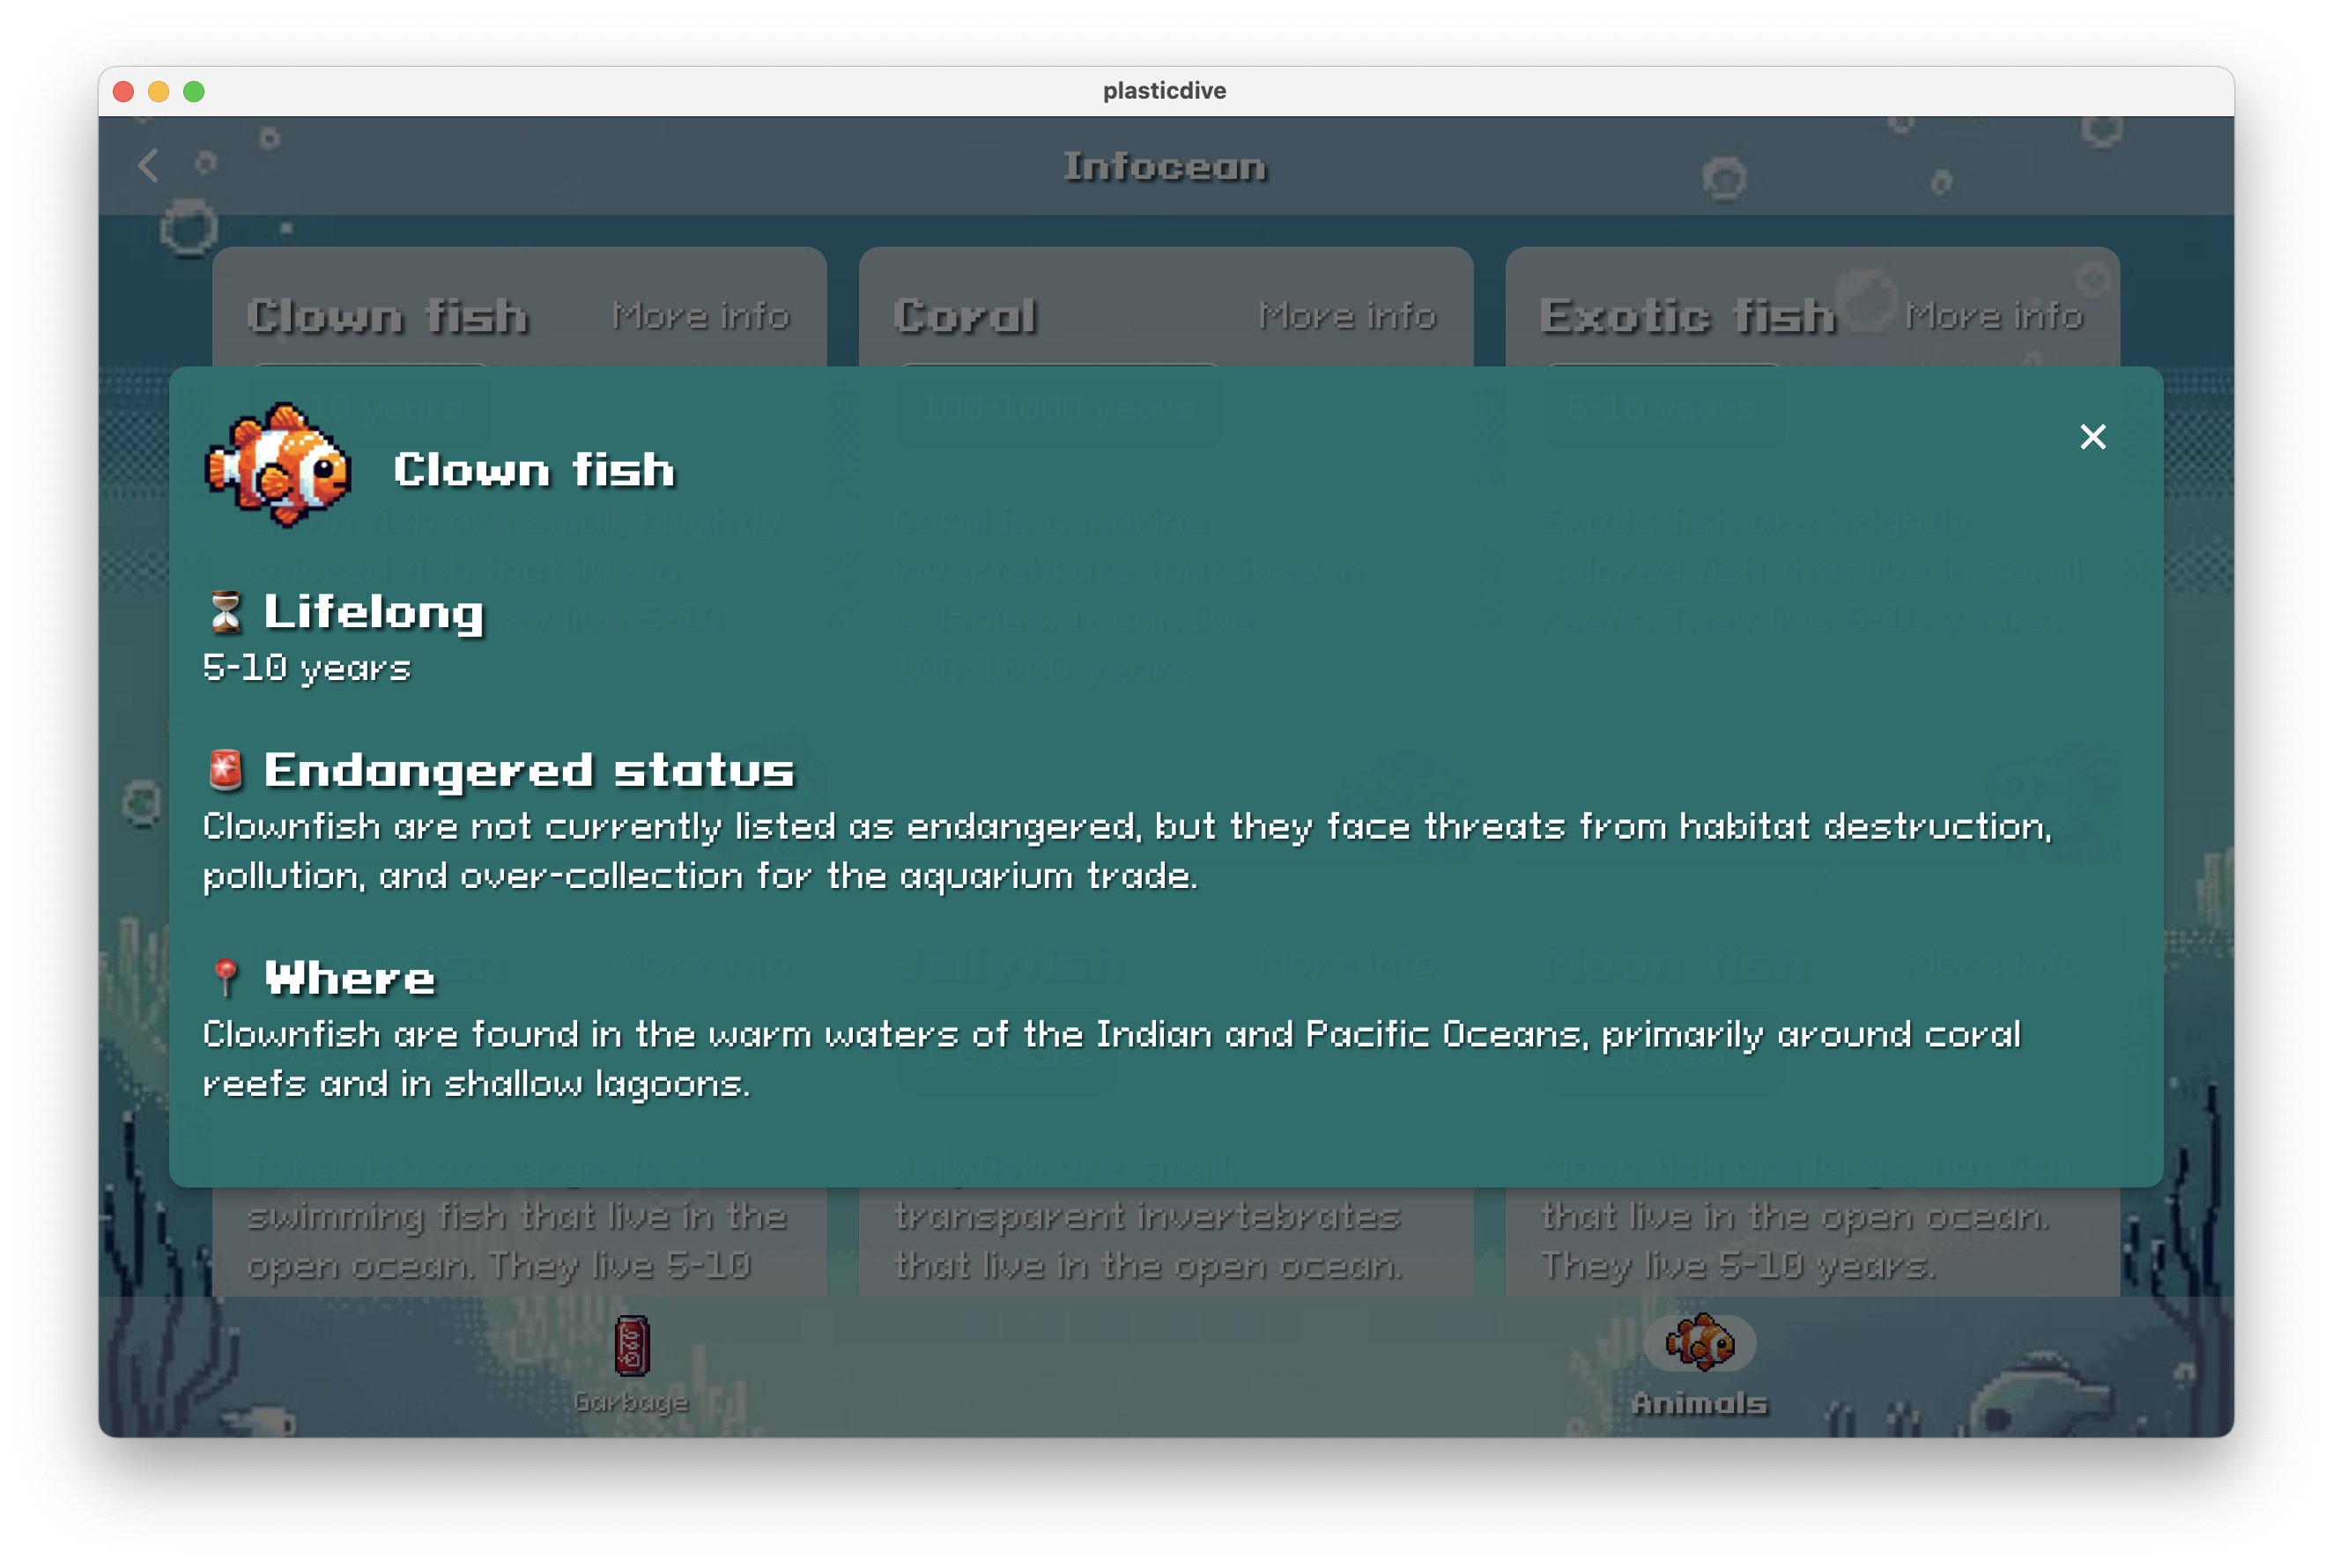 plasticdive
Infocean
Clown fish More info
Coral More info
Exotic fish More info
Clown fish
Lifelong
5-10 years
Endangered status
Clownfish are not currently listed as endangered, but they face threats from habitat destruction,
pollution, and over-collection for the aquarium trade.
Where
Clownfish are found in the warm waters of the Indian and Pacific Oceans, primarily around coral
reefs and in shallow lagoons.
swimming fish that live in the
open ocean. They live 5-10
transparent invertebrates
that live in the open ocean.
that live in the open ocean.
They live 5-10 years.
Garbage
Animals